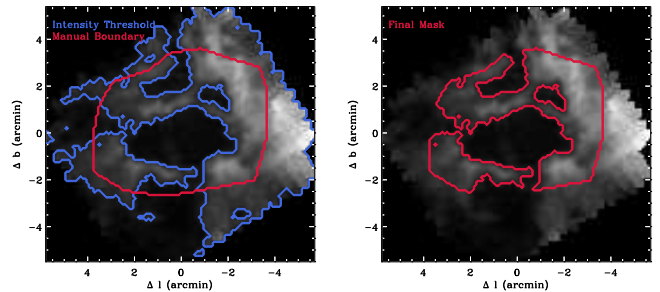 Intensity Threshold
Manual Boundary
4
2
0
−2
−4
Δ b (arcmin)
4 2 0 −2 −4
Δ l (arcmin)
Final Mask
4
2
0
−2
−4
Δ b (arcmin)
4 2 0 −2 −4
Δ l (arcmin)